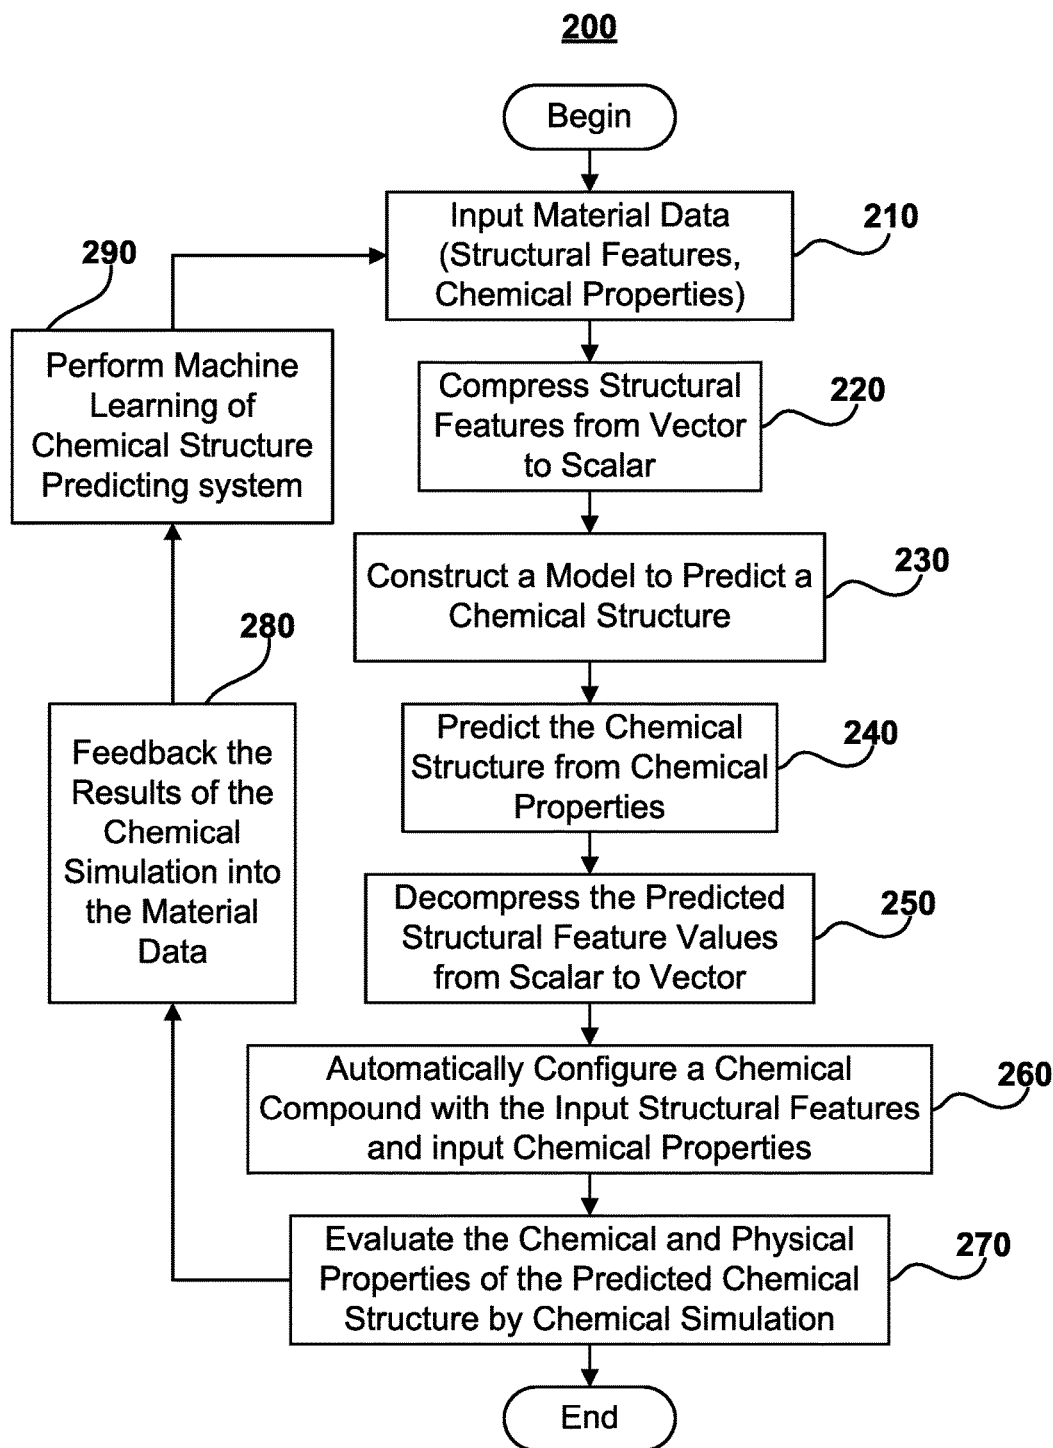 200
Begin
Input Material Data
(Structural Features,
Chemical Properties)
210
Compress Structural
Features from Vector
to Scalar
220
Construct a Model to Predict a
Chemical Structure
230
Predict the Chemical
Structure from Chemical
Properties
240
Decompress the Predicted
Structural Feature Values
from Scalar to Vector
250
Automatically Configure a Chemical
Compound with the Input Structural Features
and input Chemical Properties
260
Evaluate the Chemical and Physical
Properties of the Predicted Chemical
Structure by Chemical Simulation
270
End
280
Feedback the
Results of the
Chemical
Simulation into
the Material
Data
290
Perform Machine
Learning of
Chemical Structure
Predicting system